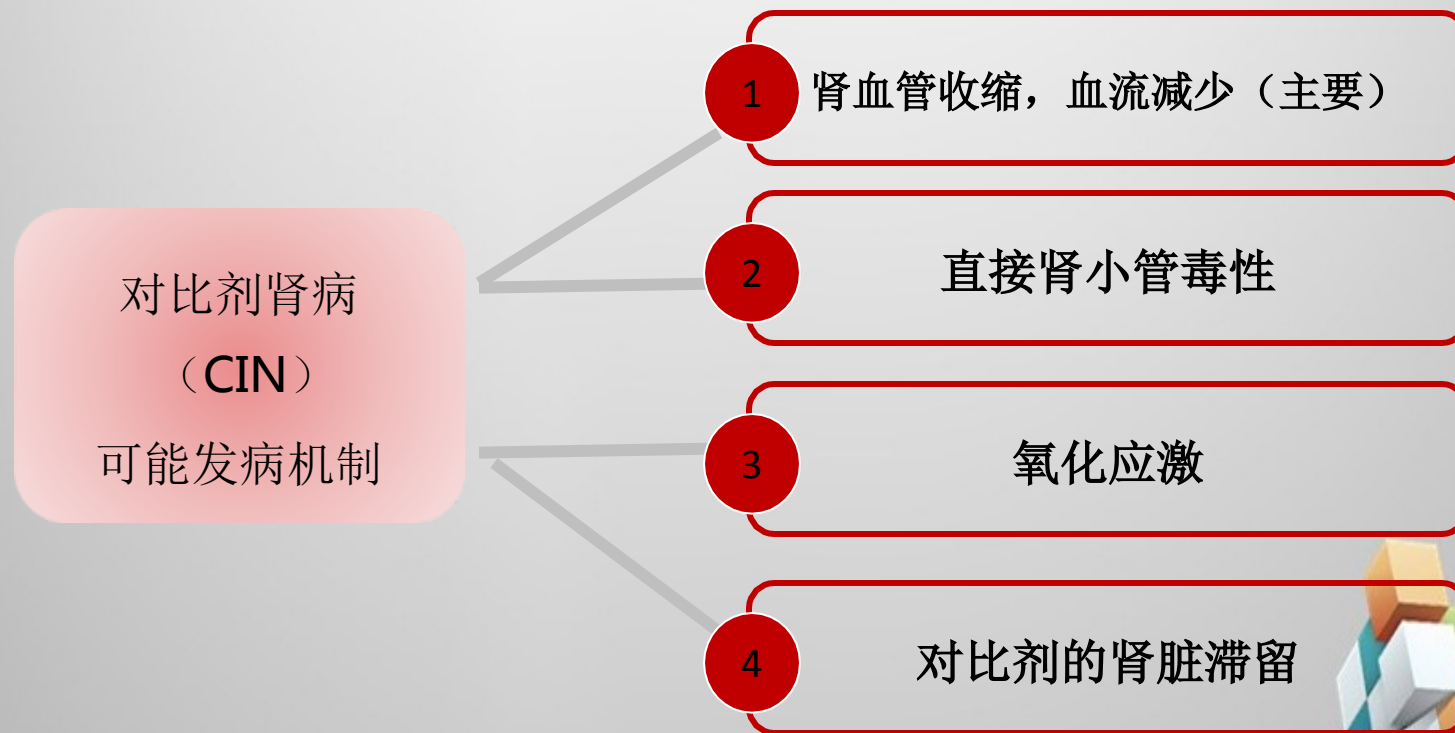 对比剂肾病
（CIN）
可能发病机制
1
肾血管收缩，血流减少（主要）
2
直接肾小管毒性
3
氧化应激
4
对比剂的肾脏滞留